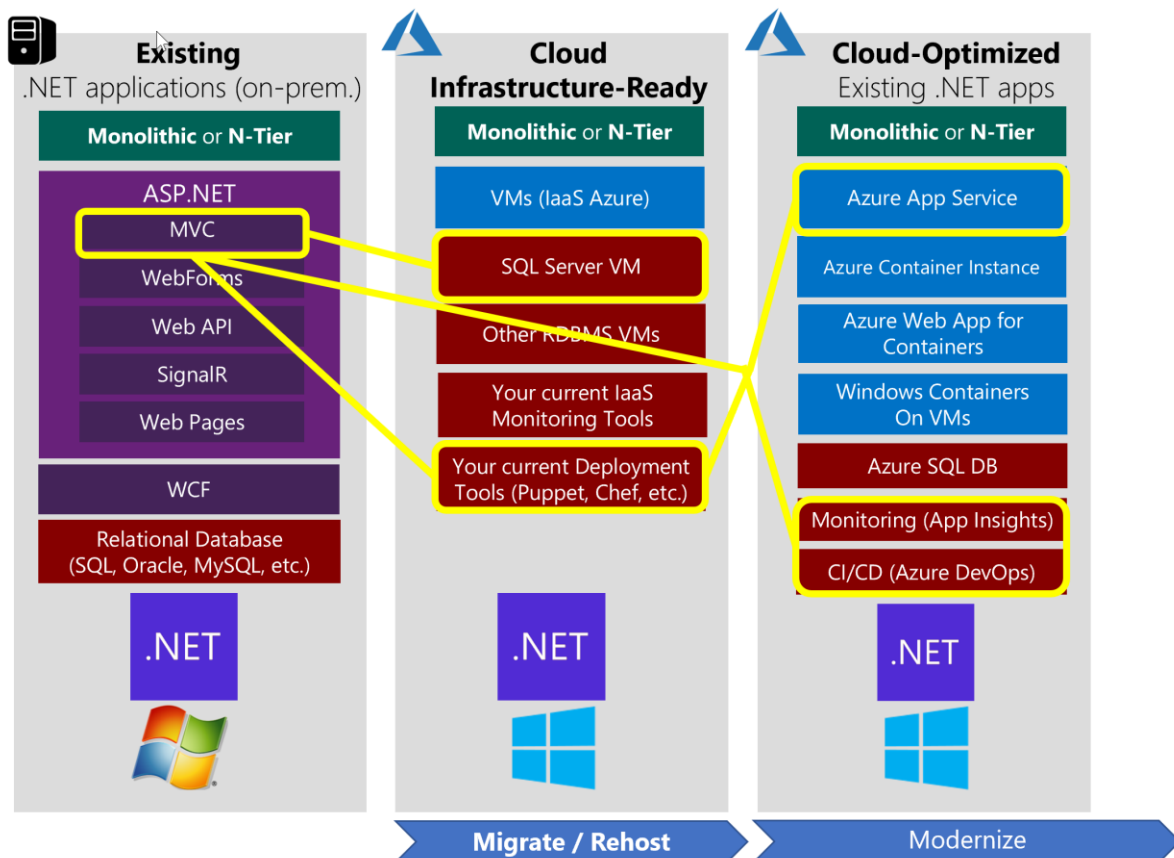 Existing
.NET applications (on-prem.)
Monolithic or N-Tier
ASP.NET
MVC
WebForms
Web API
SignalR
Web Pages
WCF
Relational Database
(SQL, Oracle, MySQL, etc.)
.NET
Cloud
Infrastructure-Ready
Monolithic or N-Tier
VMs (IaaS Azure)
SQL Server VM
Other RDBMS VMs
Your current IaaS
Monitoring Tools
Your current Deployment
Tools (Puppet, Chef, etc.)
.NET
Cloud-Optimized
Existing .NET apps
Monolithic or N-Tier
Azure App Service
Azure Container Instance
Azure Web App for
Containers
Windows Containers
On VMs
Azure SQL DB
Monitoring (App Insights)
CI/CD (Azure DevOps)
.NET
Migrate / Rehost
Modernize